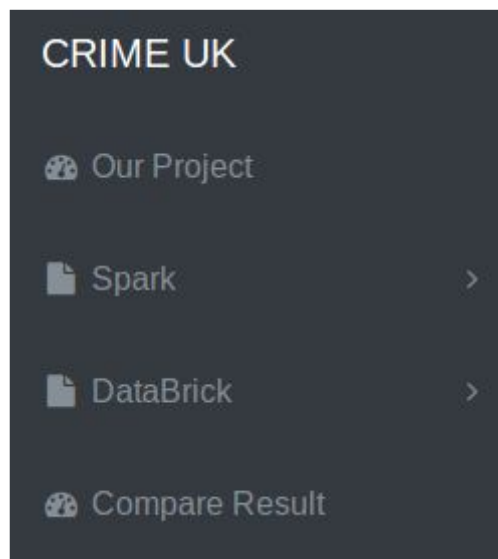 CRIME UK
Our Project
Spark
DataBrick
Compare Result